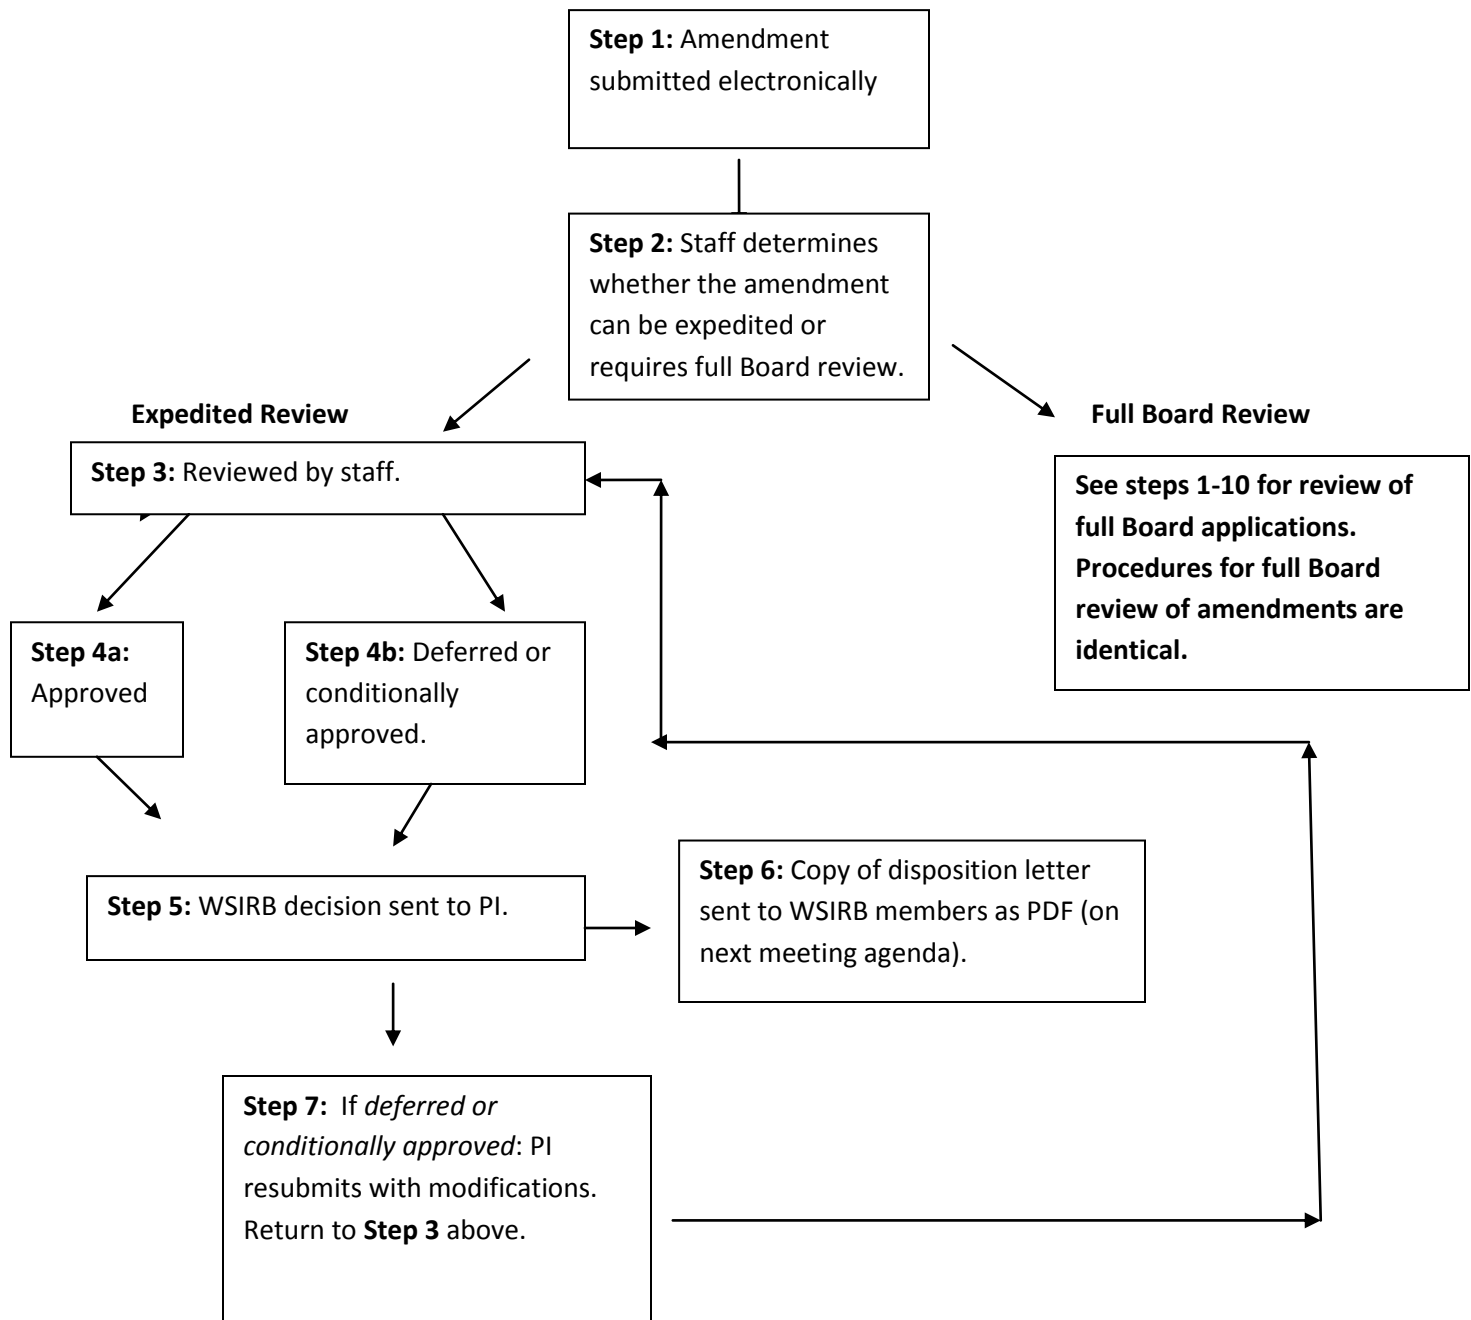 Step 1: Amendment
submitted electronically
Step 2: Staff determines
whether the amendment
can be expedited or
requires full Board review.
Expedited Review
Full Board Review
Step 3: Reviewed by staff.
See steps 1-10 for review of
full Board applications.
Procedures for full Board
review of amendments are
identical.
Step 4a:
Approved
Step 4b: Deferred or
conditionally
approved.
Step 5: WSIRB decision sent to PI.
Step 6: Copy of disposition letter
sent to WSIRB members as PDF (on
next meeting agenda).
Step 7: If deferred or
conditionally approved: PI
resubmits with modifications.
Return to Step 3 above.